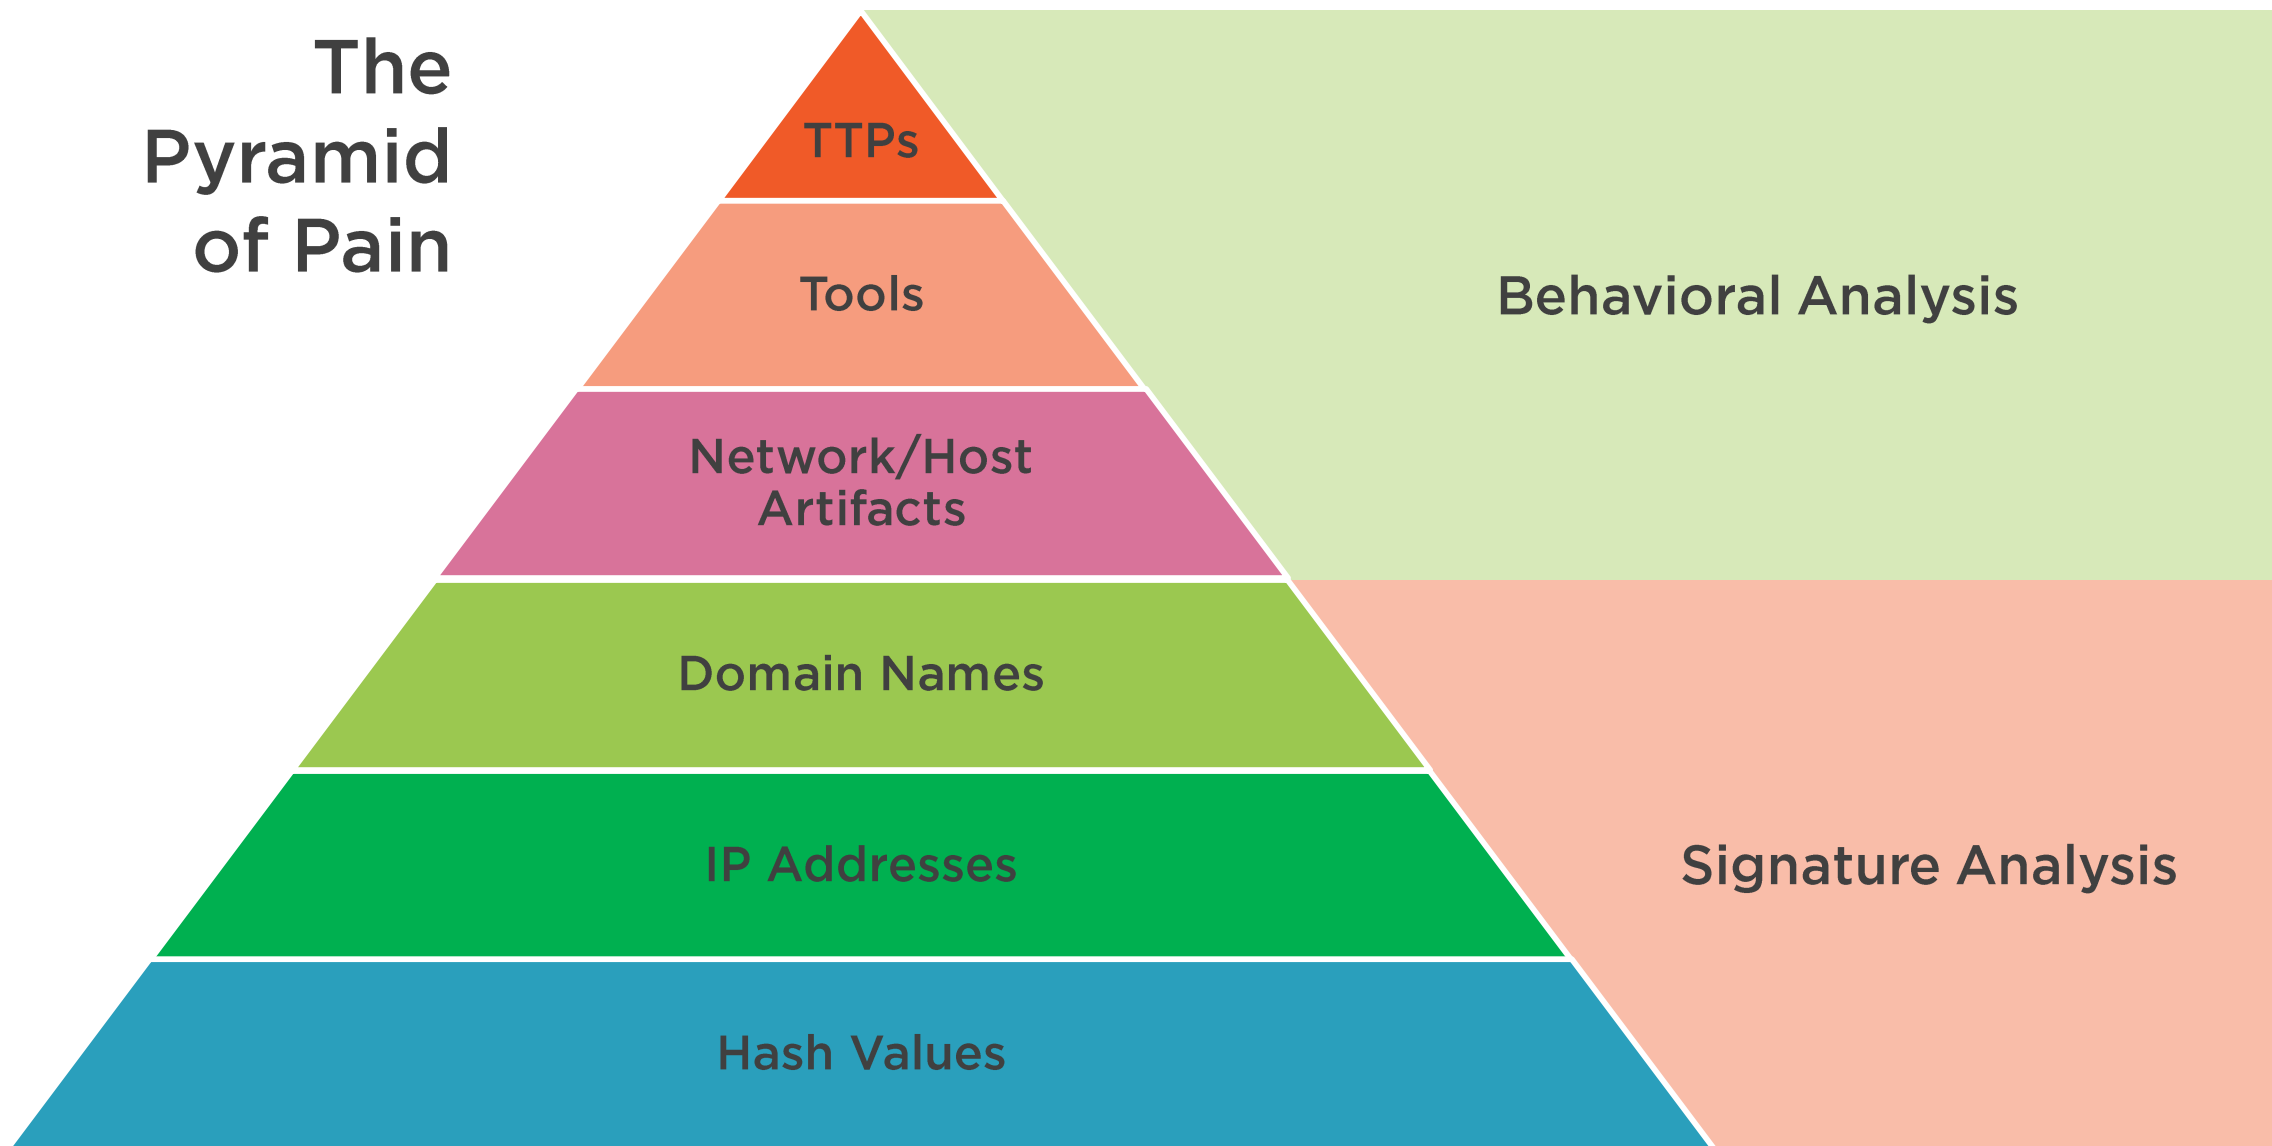 The
Pyramid
of Pain
TTPs
Tools
Behavioral Analysis
Network/Host
Artifacts
Domain Names
IP Addresses
Signature Analysis
Hash Values